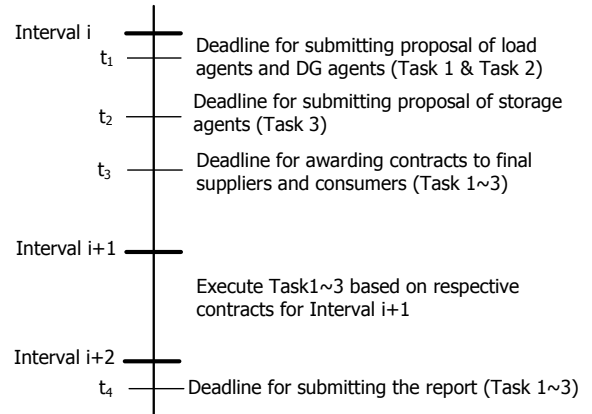 Interval i
t1
Deadline for submitting proposal of load
agents and DG agents (Task 1 & Task 2)
t2
Deadline for submitting proposal of storage
agents (Task 3)
t3
Deadline for awarding contracts to final
suppliers and consumers (Task 1~3)
Interval i+1
Execute Task1~3 based on respective
contracts for Interval i+1
Interval i+2
t4
Deadline for submitting the report (Task 1~3)